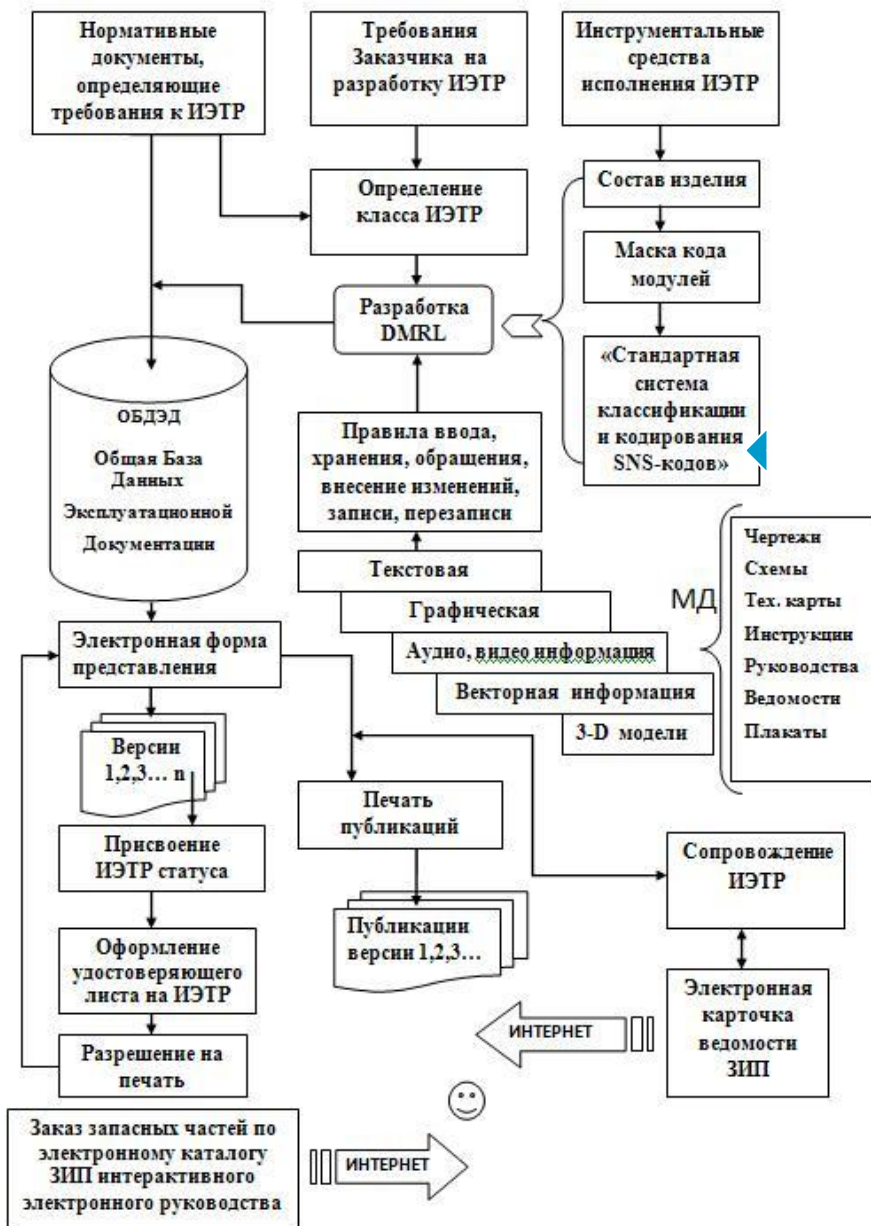 Нормативные
документы,
определяющие
требования к ИЭТР
Требования
Заказчика на
разработку ИЭТР
Инструментальные
средства
исполнения ИЭТР
Определение
класса ИЭТР
Состав изделия
Маска кода
модулей
Разработка
DMRL
«Стандартная
система
классификации
и кодирования
SNS-кодов»
ОБДЭД
Общая База
Данных
Эксплуатационной
Документации
Правила ввода,
хранения, обращения,
внесение изменений,
записи, перезаписи
Текстовая
Графическая
Аудио, видео информация
Векторная информация
3-D модели
МД
Чертежи
Схемы
Тех. карты
Инструкции
Руководства
Ведомости
Плакаты
Электронная форма
представления
Версии
1,2,3... n
Присвоение
ИЭТР статуса
Оформление
удостоверяющего
листа на ИЭТР
Разрешение на
печать
Печать
публикаций
Публикации
версии 1,2,3...
Сопровождение
ИЭТР
Электронная
карточка
ведомости
ЗИП
ИНТЕРНЕТ
Заказ запасных частей по
электронному каталогу
ЗИП интерактивного
электронного руководства
ИНТЕРНЕТ